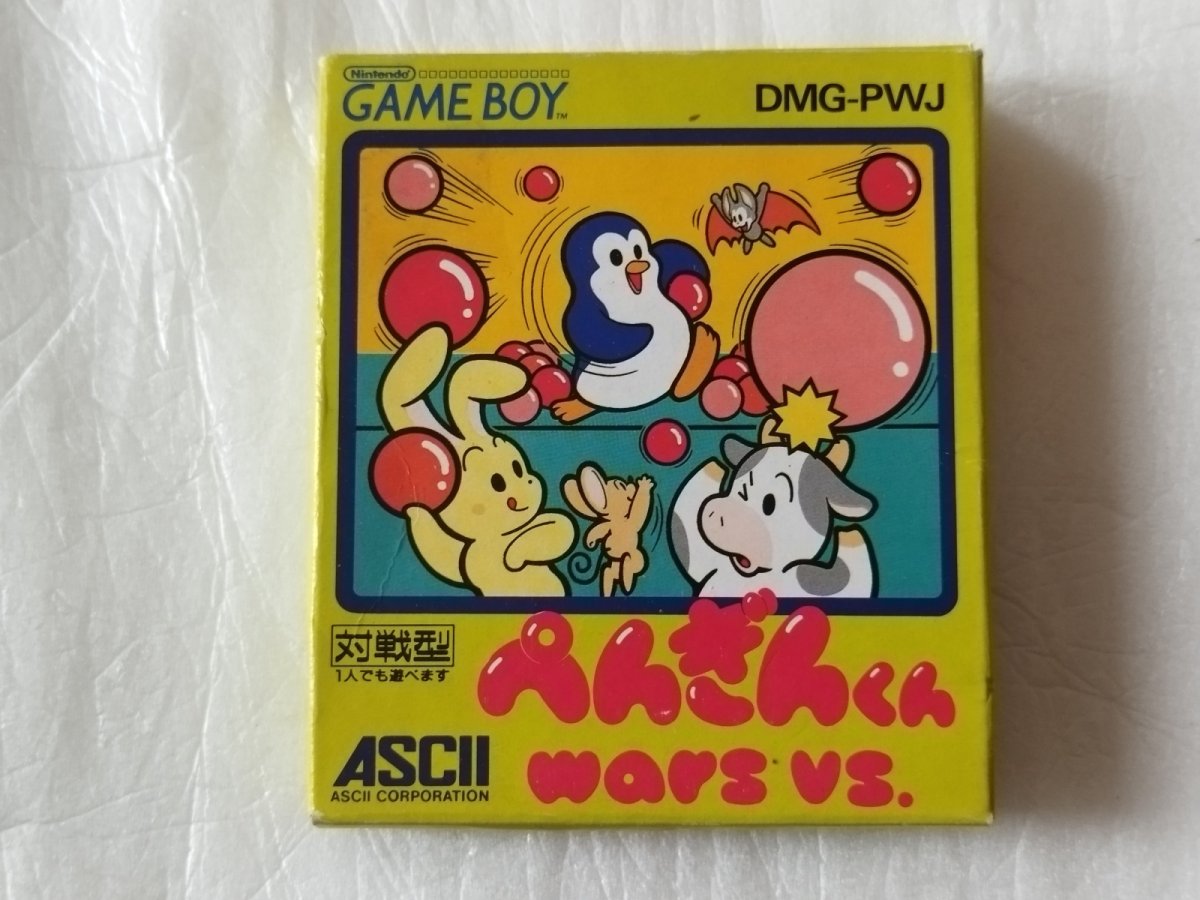 Nintendo
GAME BOY™
DMG-PWJ
対戦型
1人でも遊べます
ぺんぎんくん
wars vs.
ASCII
ASCII CORPORATION